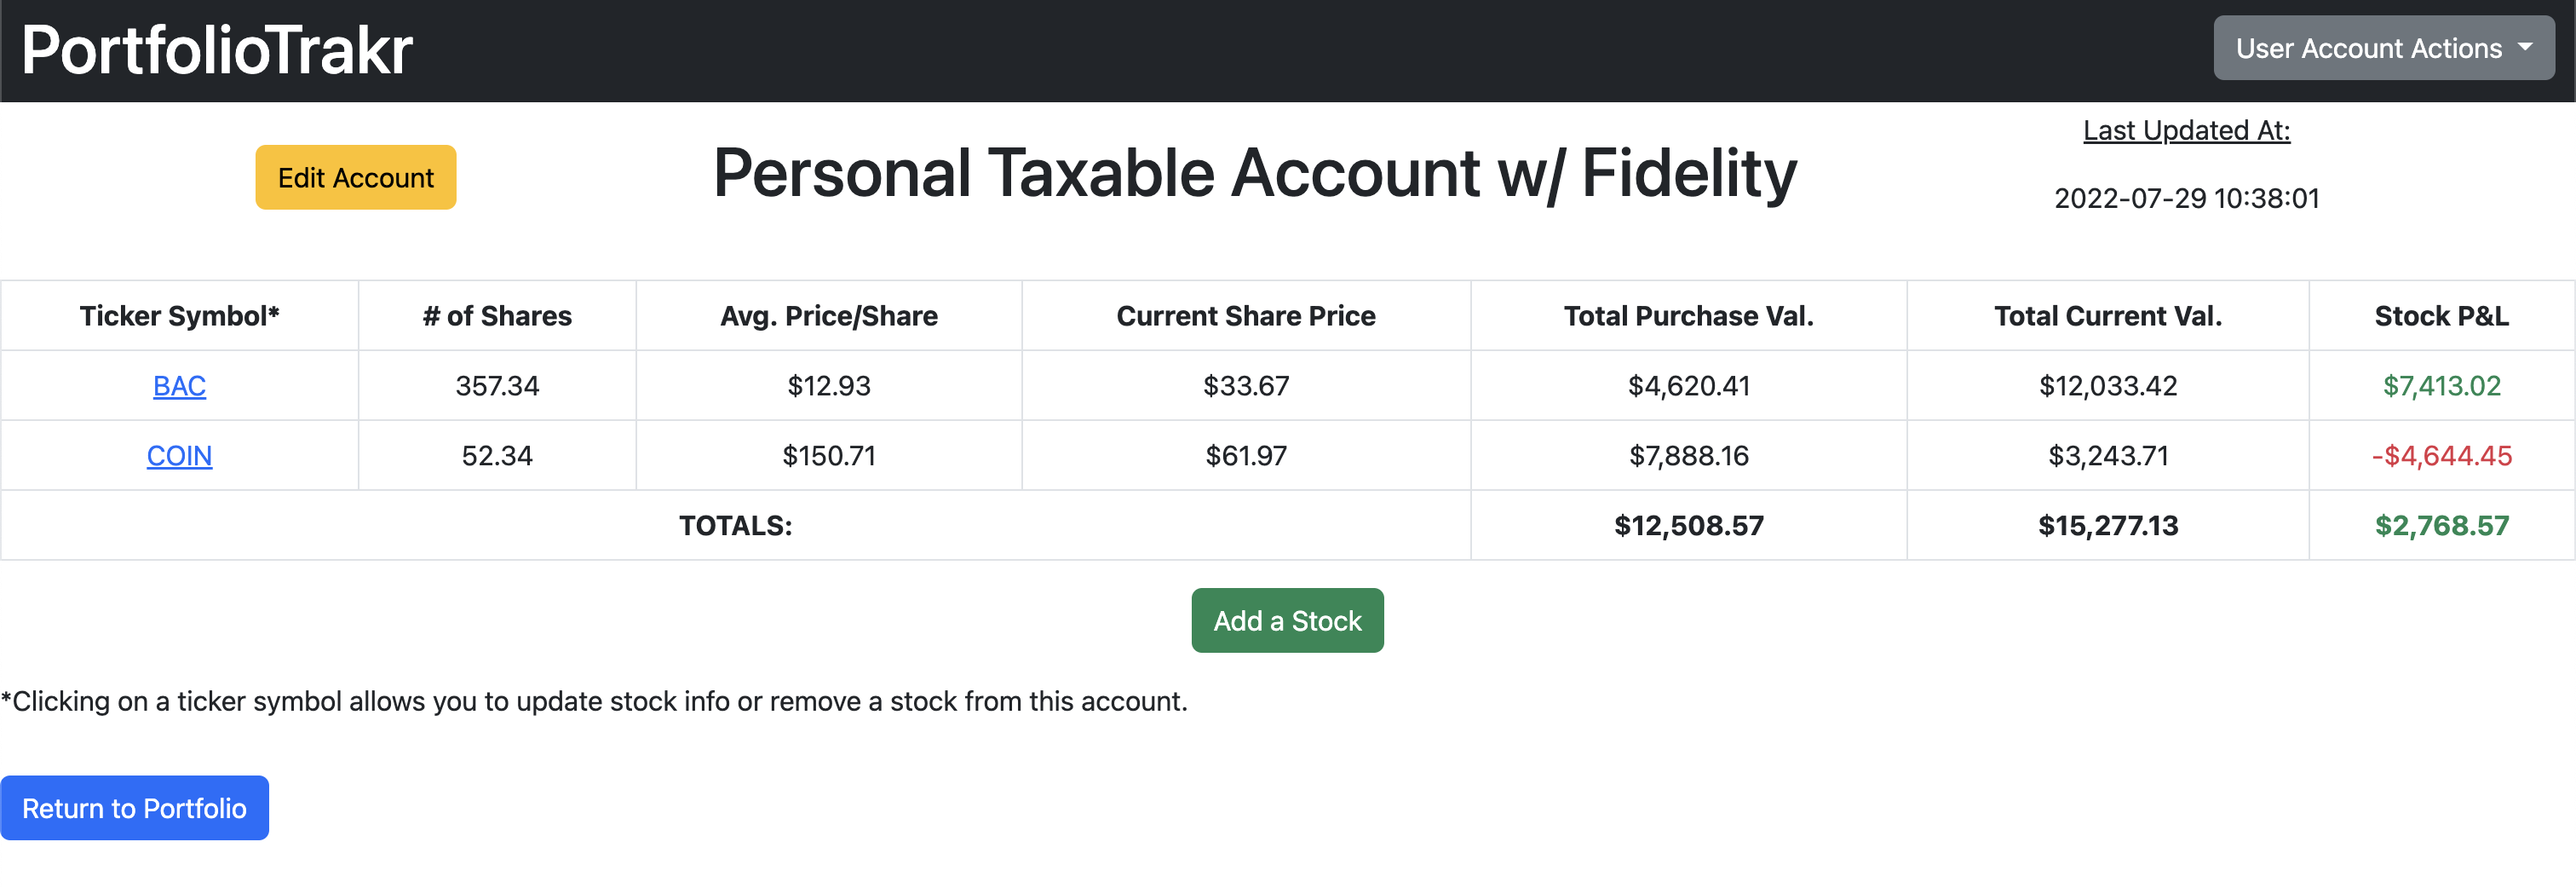 PortfolioTrakr
User Account Actions
Edit Account
Personal Taxable Account w/ Fidelity
Last Updated At:
2022-07-29 10:38:01
Ticker Symbol* # of Shares Avg. Price/Share Current Share Price Total Purchase Val. Total Current Val. Stock P&L
BAC 357.34 $12.93 $33.67 $4,620.41 $12,033.42 $7,413.02
COIN 52.34 $150.71 $61.97 $7,888.16 $3,243.71 -$4,644.45
TOTALS: $12,508.57 $15,277.13 $2,768.57
Add a Stock
*Clicking on a ticker symbol allows you to update stock info or remove a stock from this account.
Return to Portfolio